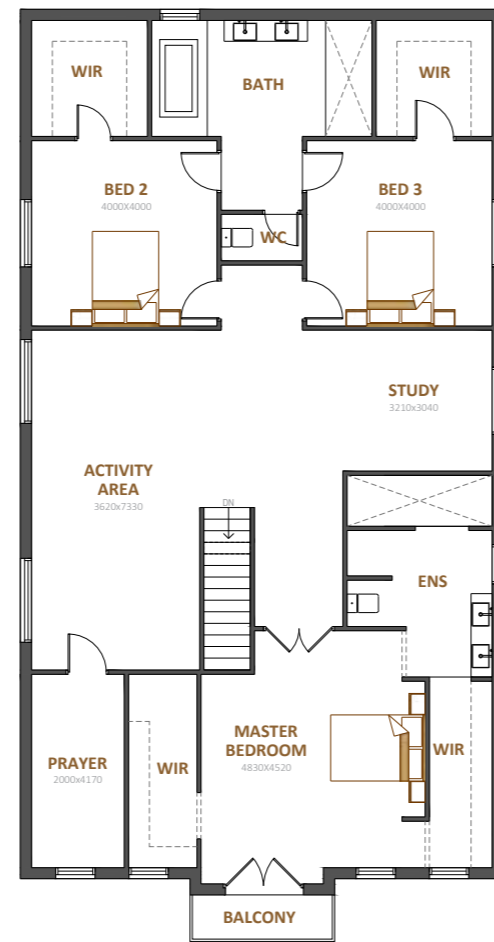 WIR
BATH
WIR
BED 2
4000X4000
BED 3
4000X4000
WC
STUDY
3210x3040
ACTIVITY
AREA
3620x7330
DN
ENS
PRAYER
2000x4170
WIR
MASTER
BEDROOM
4830X4520
WIR
BALCONY